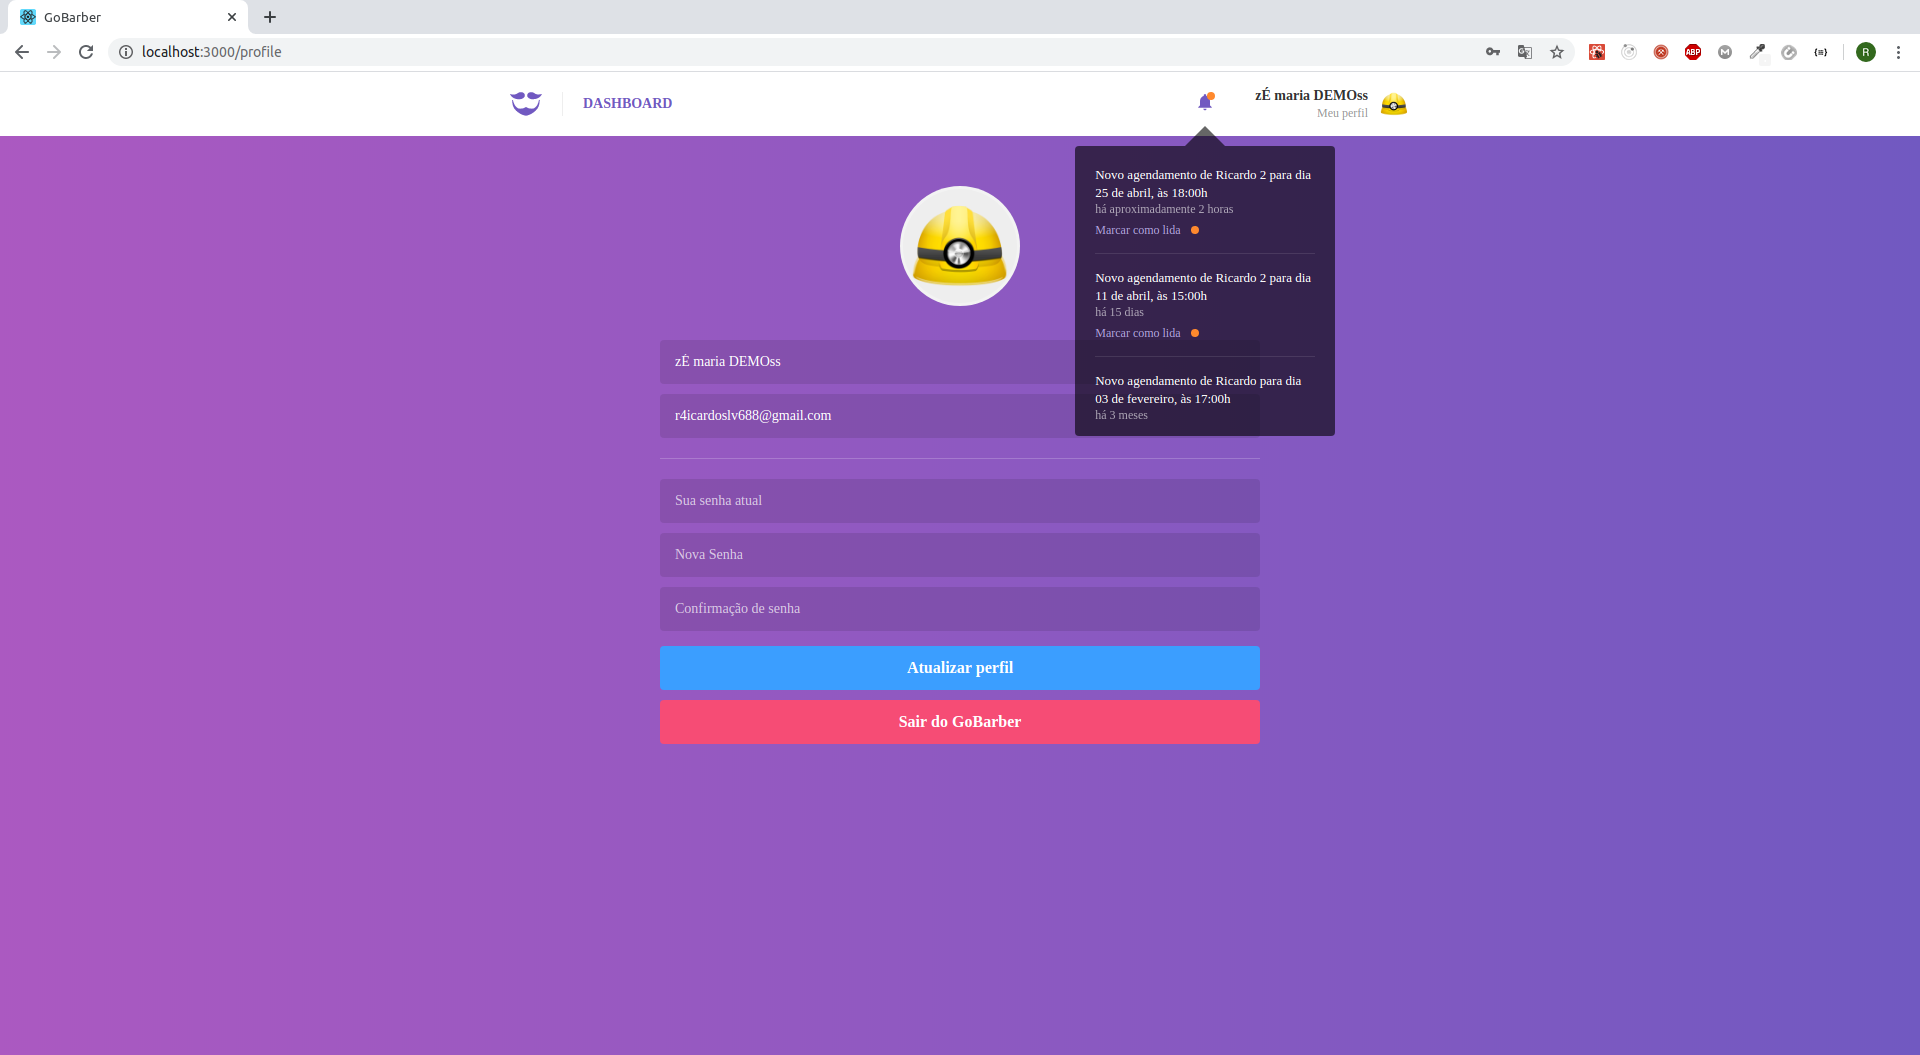 GoBarber
localhost:3000/profile
ABP
M
R
DASHBOARD
zÉ maria DEMOss
Meu perfil
Novo agendamento de Ricardo 2 para dia
25 de abril, às 18:00h
há aproximadamente 2 horas
Marcar como lida
Novo agendamento de Ricardo 2 para dia
11 de abril, às 15:00h
há 15 dias
Marcar como lida
Novo agendamento de Ricardo para dia
03 de fevereiro, às 17:00h
há 3 meses
zÉ maria DEMOss
r4icardoslv688@gmail.com
Sua senha atual
Nova Senha
Confirmação de senha
Atualizar perfil
Sair do GoBarber